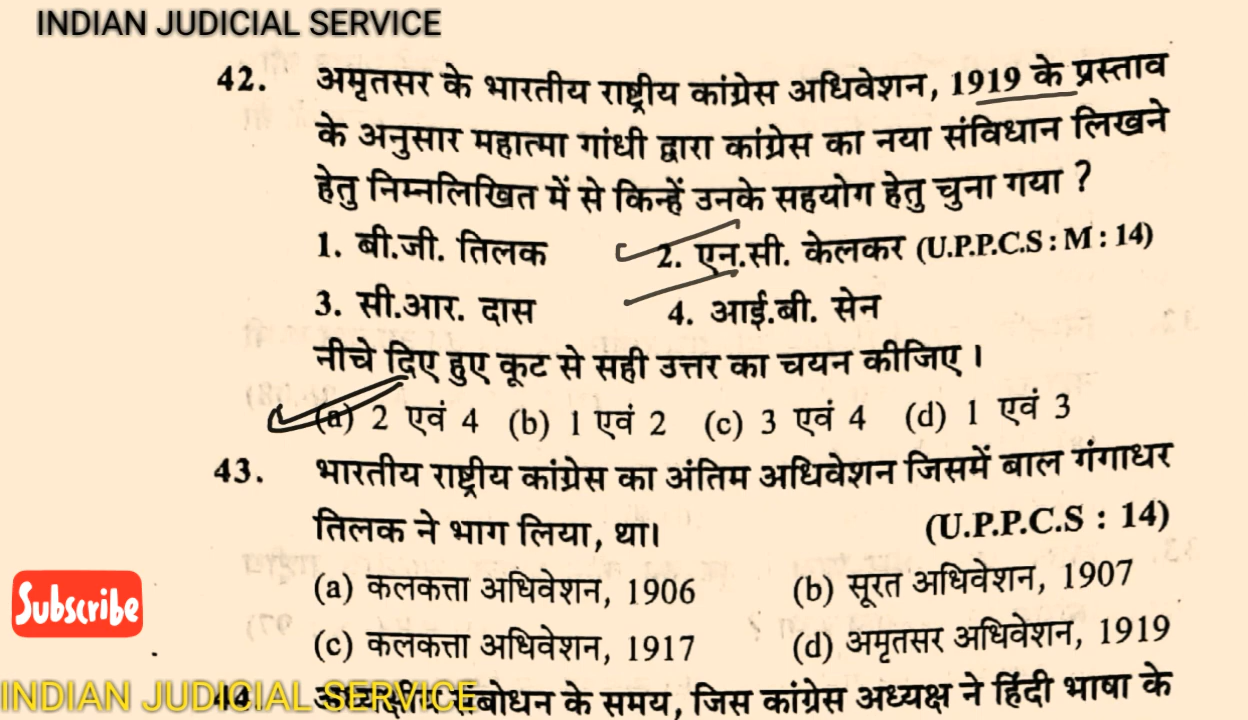 INDIAN JUDICIAL SERVICE
42. अमृतसर के भारतीय राष्ट्रीय कांग्रेस अधिवेशन, 1919 के प्रस्ताव
के अनुसार महात्मा गांधी द्वारा कांग्रेस का नया संविधान लिखने
हेतु निम्नलिखित में से किन्हें उनके सहयोग हेतु चुना गया ?
1. बी.जी. तिलक 2. एन.सी. केलकर (U.P.P.C.S : M : 14)
3. सी.आर. दास 4. आई.बी. सेन
नीचे दिए हुए कूट से सही उत्तर का चयन कीजिए।
(a) 2 एवं 4 (b) 1 एवं 2 (c) 3 एवं 4 (d) 1 एवं 3
43. भारतीय राष्ट्रीय कांग्रेस का अंतिम अधिवेशन जिसमें बाल गंगाधर
तिलक ने भाग लिया, था। (U.P.P.C.S : 14)
(a) कलकत्ता अधिवेशन, 1906 (b) सूरत अधिवेशन, 1907
Subscribe
(c) कलकत्ता अधिवेशन, 1917 (d) अमृतसर अधिवेशन, 1919
INDIAN JUDICIAL SERVICE
44. संबोधन के समय, जिस कांग्रेस अध्यक्ष ने हिंदी भाषा के